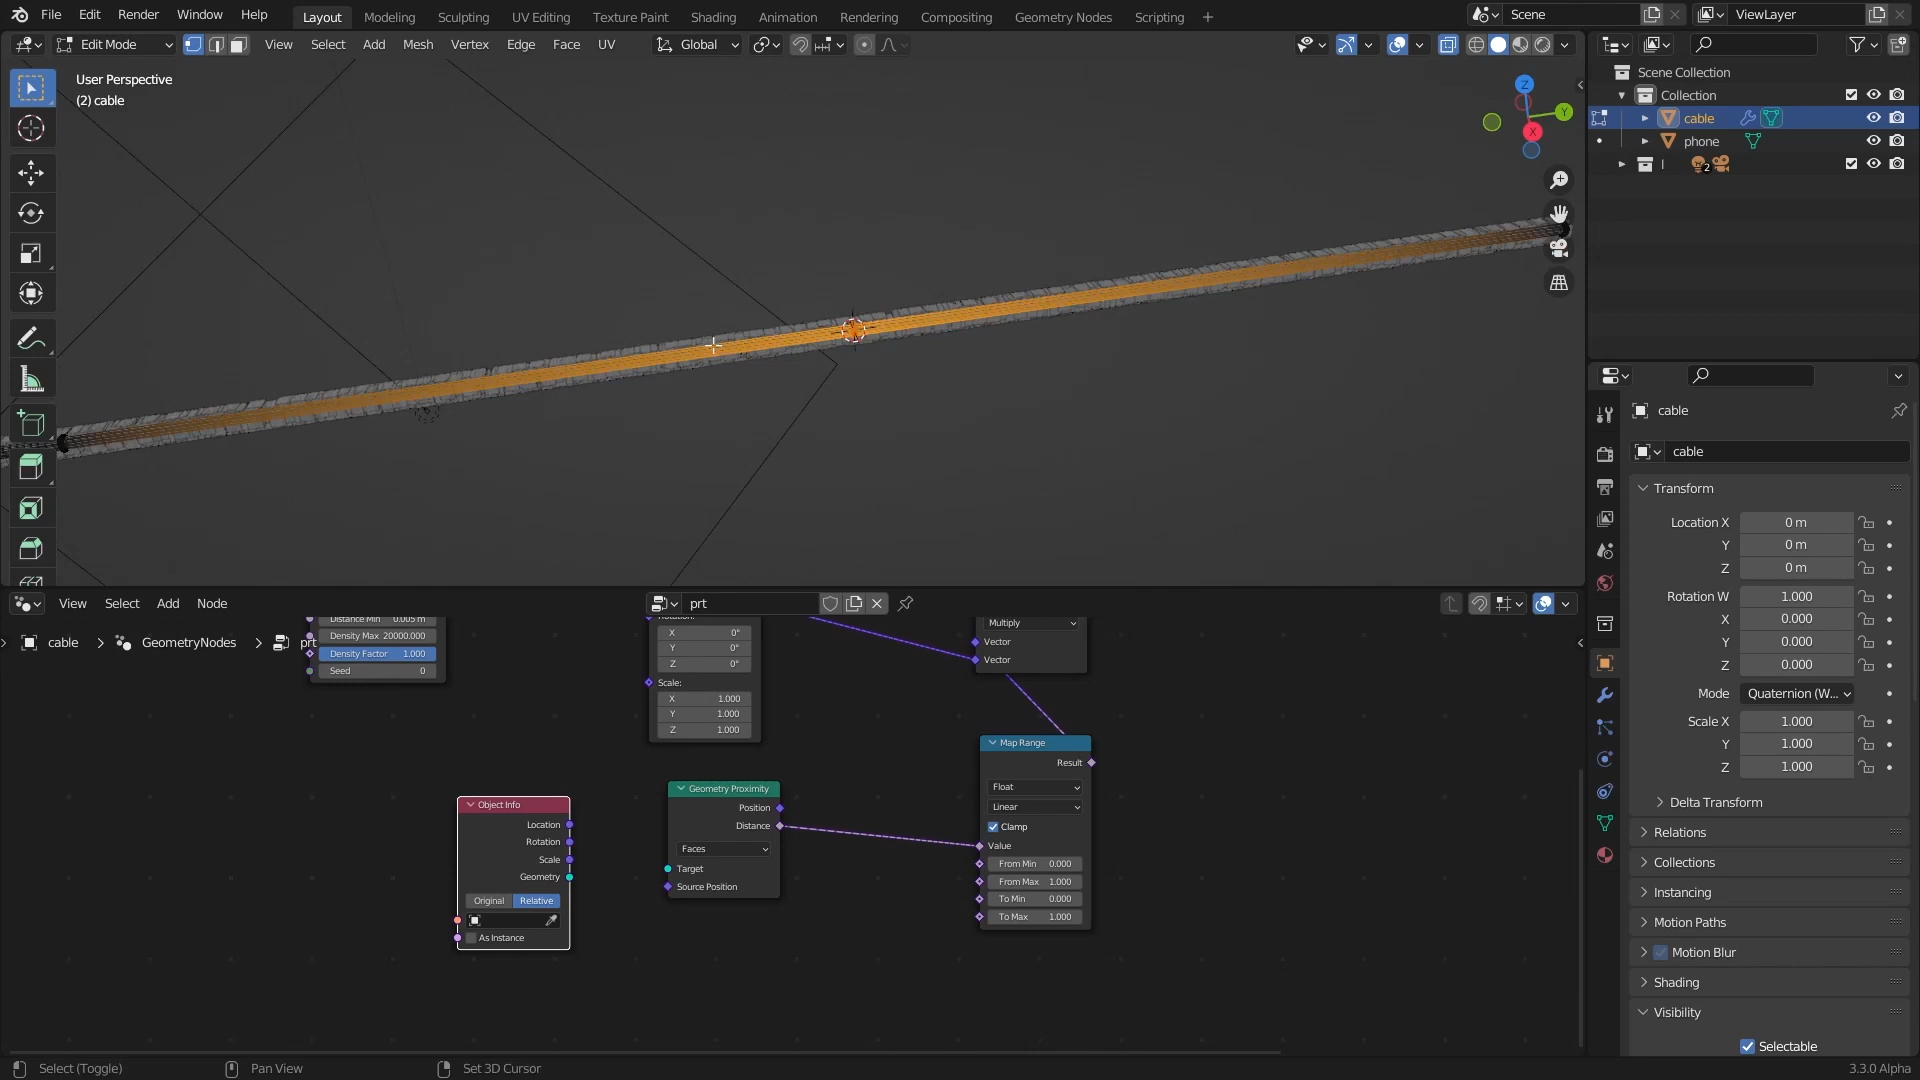 File Edit Render Window Help Layout Modeling Sculpting UV Editing Texture Paint Shading Animation Rendering Compositing Geometry Nodes Scripting + Scene ViewLayer
Edit Mode View Select Add Mesh Vertex Edge Face UV Global
User Perspective
(2) cable
Z
Y
X
Scene Collection
Collection
cable
phone
l 2
cable
cable
Transform
Location X 0 m
Y 0 m
Z 0 m
Rotation W 1.000
X 0.000
Y 0.000
Z 0.000
Mode Quaternion (W...
Scale X 1.000
Y 1.000
Z 1.000
Delta Transform
Relations
Collections
Instancing
Motion Paths
Motion Blur
Shading
Visibility
Selectable
View Select Add Node prt
cable > GeometryNodes > prt
Distance Min 0.005 m
Density Max 20000.000
Density Factor 1.000
Seed 0
Rotation:
X 0°
Y 0°
Z 0°
Scale:
X 1.000
Y 1.000
Z 1.000
Multiply
Vector
Vector
Object Info
Location
Rotation
Scale
Geometry
Original Relative
As Instance
Geometry Proximity
Position
Distance
Faces
Target
Source Position
Map Range
Result
Float
Linear
Clamp
Value
From Min 0.000
From Max 1.000
To Min 0.000
To Max 1.000
Select (Toggle) Pan View Set 3D Cursor 3.3.0 Alpha